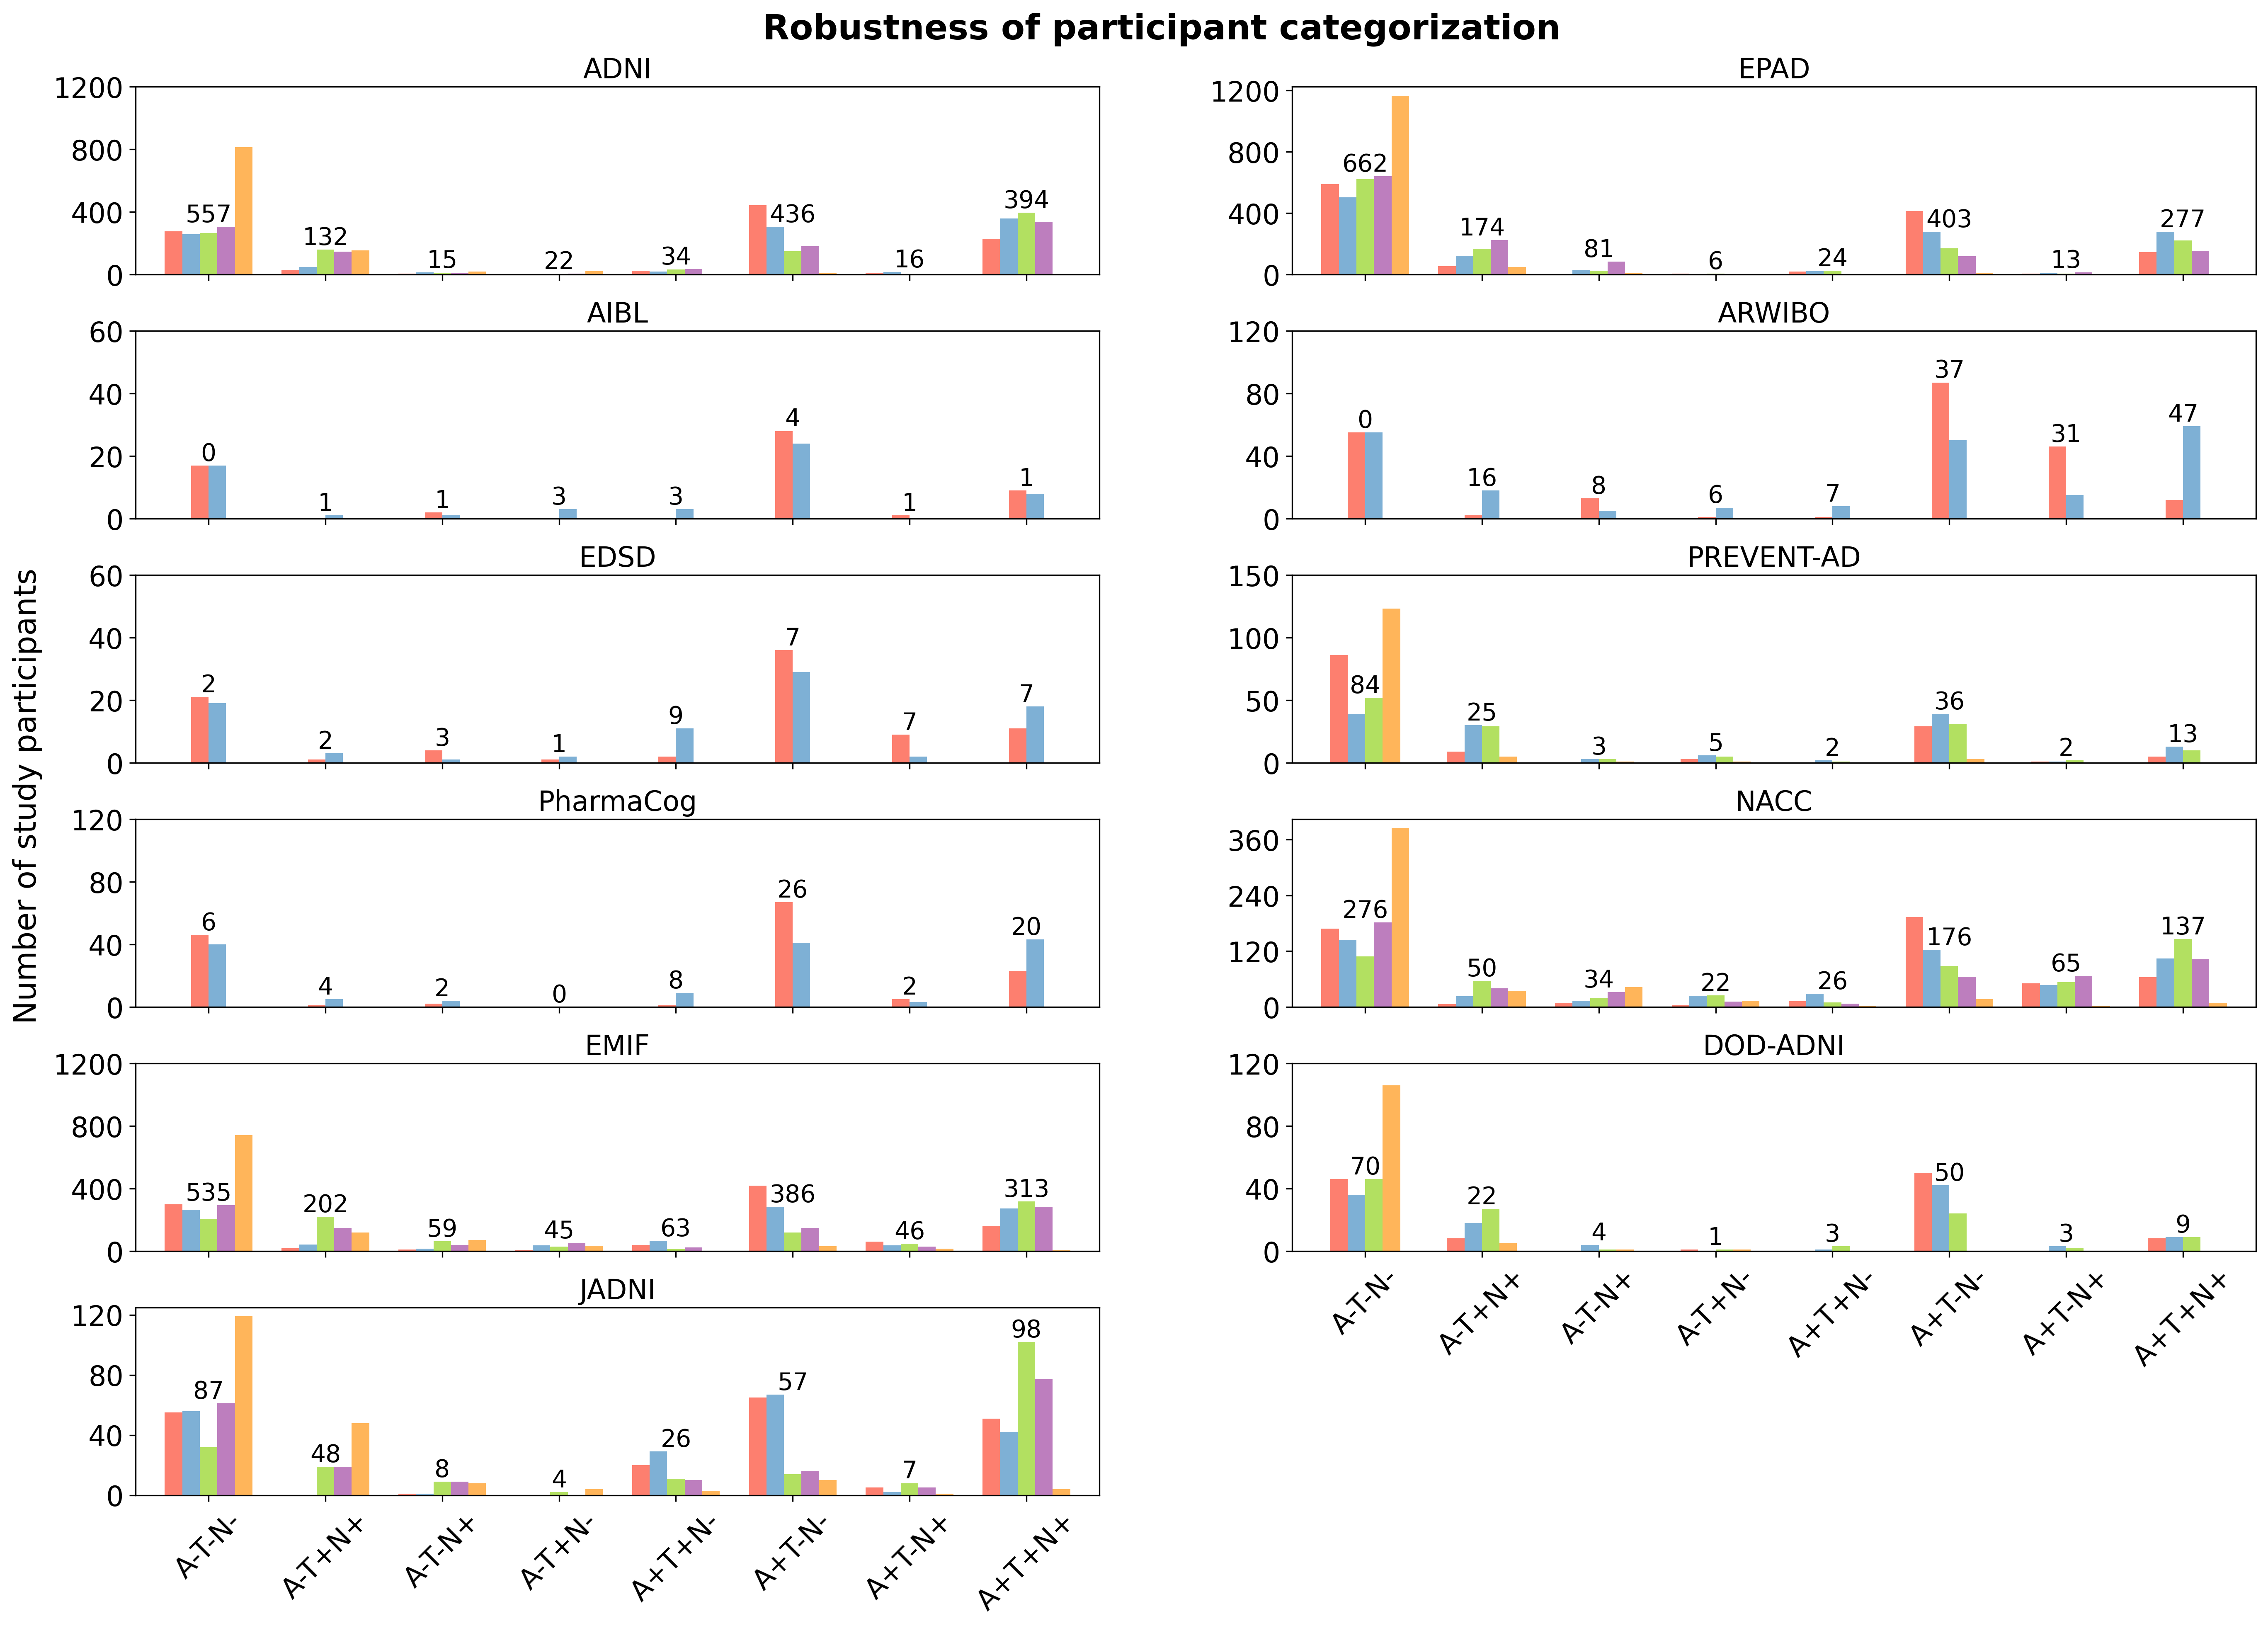 Robustness of participant categorization
Number of study participants
ADNI
1200
800
400
0
557 132 15 22 34 436 16 394
EPAD
1200
800
400
0
662 174 81 6 24 403 13 277
AIBL
60
40
20
0
0 1 1 3 3 4 1 1
ARWIBO
120
80
40
0
0 16 8 6 7 37 31 47
EDSD
60
40
20
0
2 2 3 1 9 7 7 7
PREVENT-AD
150
100
50
0
84 25 3 5 2 36 2 13
PharmaCog
120
80
40
0
6 4 2 0 8 26 2 20
NACC
360
240
120
0
276 50 34 22 26 176 65 137
EMIF
1200
800
400
0
535 202 59 45 63 386 46 313
DOD-ADNI
120
80
40
0
70 22 4 1 3 50 3 9
A-T-N- A-T+N+ A-T-N+ A-T+N- A+T+N- A+T-N- A+T-N+ A+T+N+
JADNI
120
80
40
0
87 48 8 4 26 57 7 98
A-T-N- A-T+N+ A-T-N+ A-T+N- A+T+N- A+T-N- A+T-N+ A+T+N+